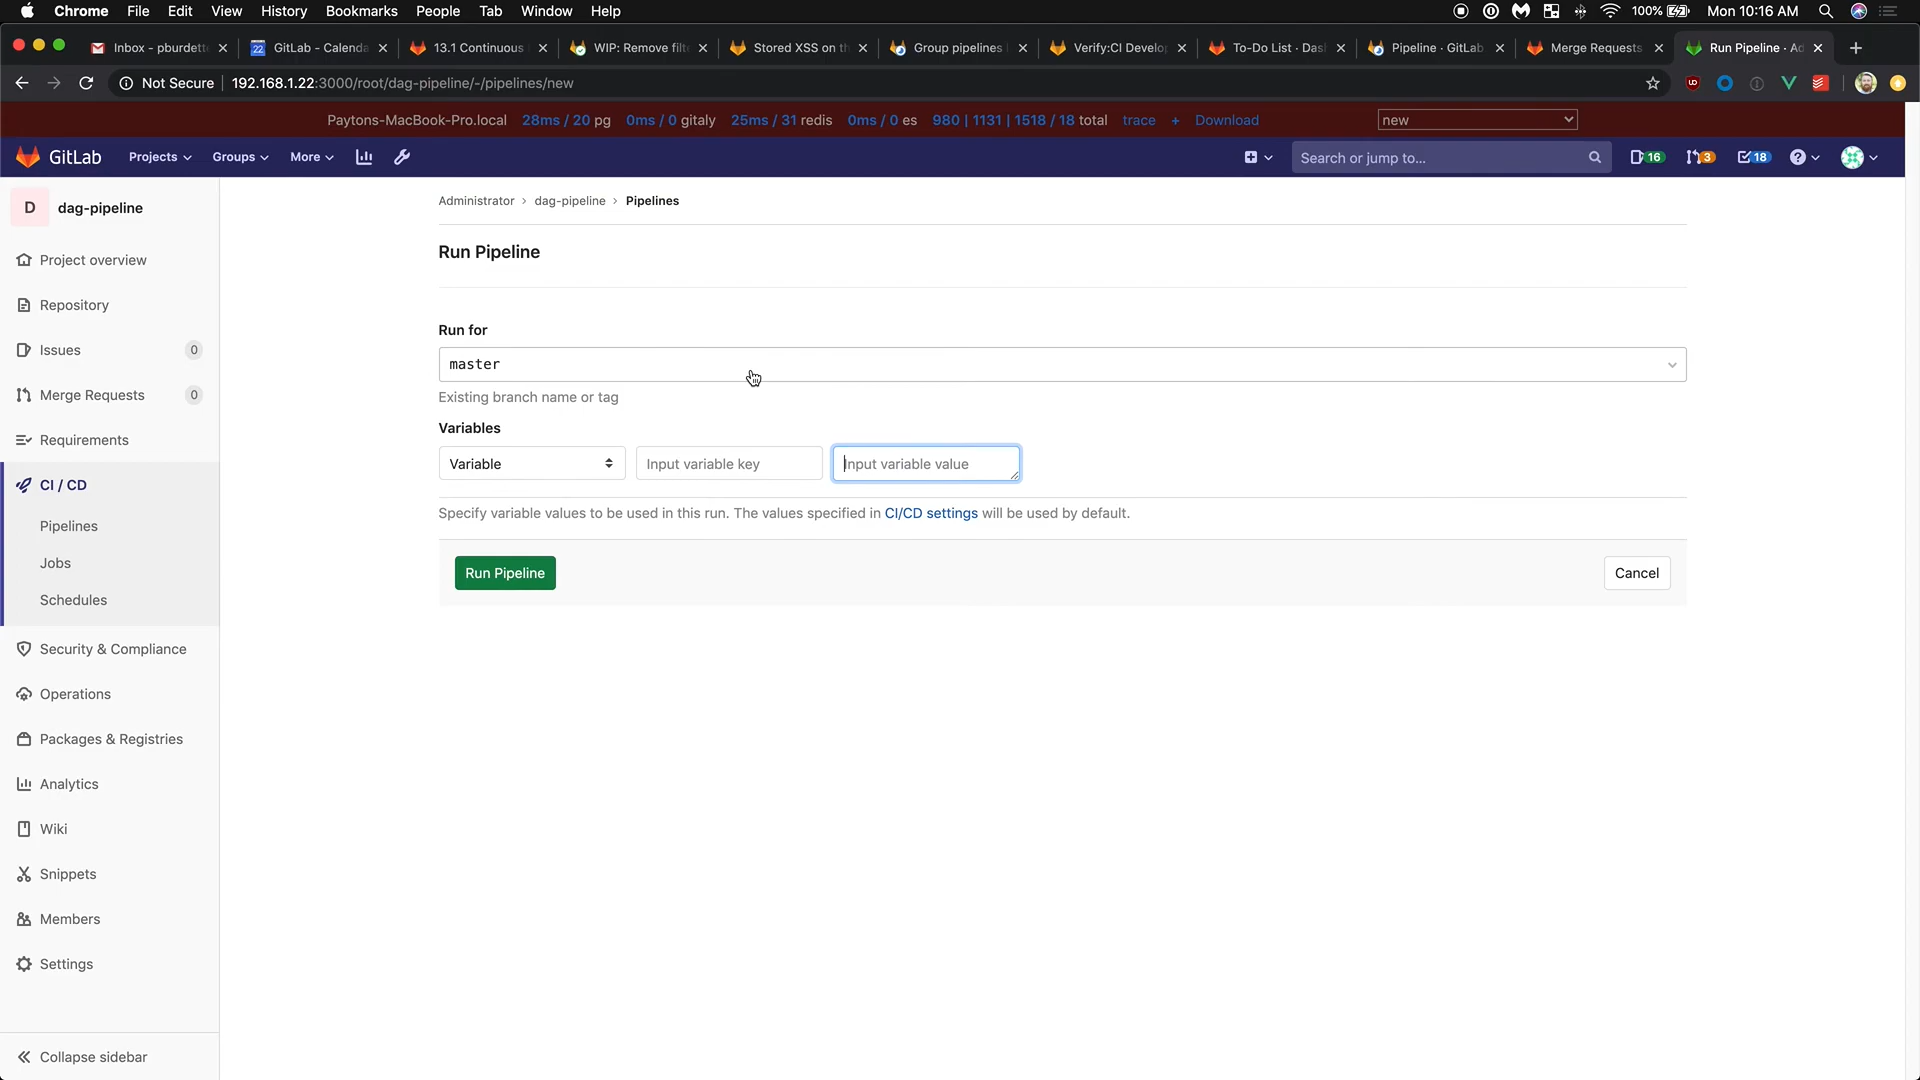 Chrome File Edit View History Bookmarks People Tab Window Help 100% Mon 10:16 AM
Inbox - pburdett 22 GitLab - Calenda 13.1 Continuous WIP: Remove filt Stored XSS on th Group pipelines Verify:CI Develop To-Do List · Das Pipeline · GitLab Merge Requests Run Pipeline · Ad
Not Secure 192.168.1.22:3000/root/dag-pipeline/-/pipelines/new
Paytons-MacBook-Pro.local 28ms / 20 pg 0ms / 0 gitaly 25ms / 31 redis 0ms / 0 es 980 | 1131 | 1518 / 18 total trace + Download new
GitLab Projects Groups More Search or jump to... 16 3 18
D dag-pipeline
Administrator > dag-pipeline > Pipelines
Project overview
Repository
Issues 0
Merge Requests 0
Requirements
CI / CD
Pipelines
Jobs
Schedules
Security & Compliance
Operations
Packages & Registries
Analytics
Wiki
Snippets
Members
Settings
Collapse sidebar
Run Pipeline
Run for
master
Existing branch name or tag
Variables
Variable Input variable key Input variable value
Specify variable values to be used in this run. The values specified in CI/CD settings will be used by default.
Run Pipeline Cancel